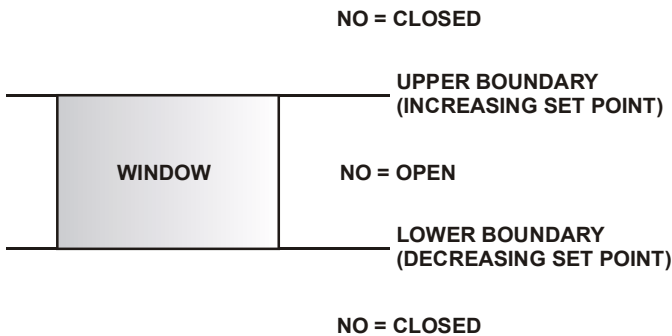 NO = CLOSED
UPPER BOUNDARY
(INCREASING SET POINT)
WINDOW
NO = OPEN
LOWER BOUNDARY
(DECREASING SET POINT)
NO = CLOSED